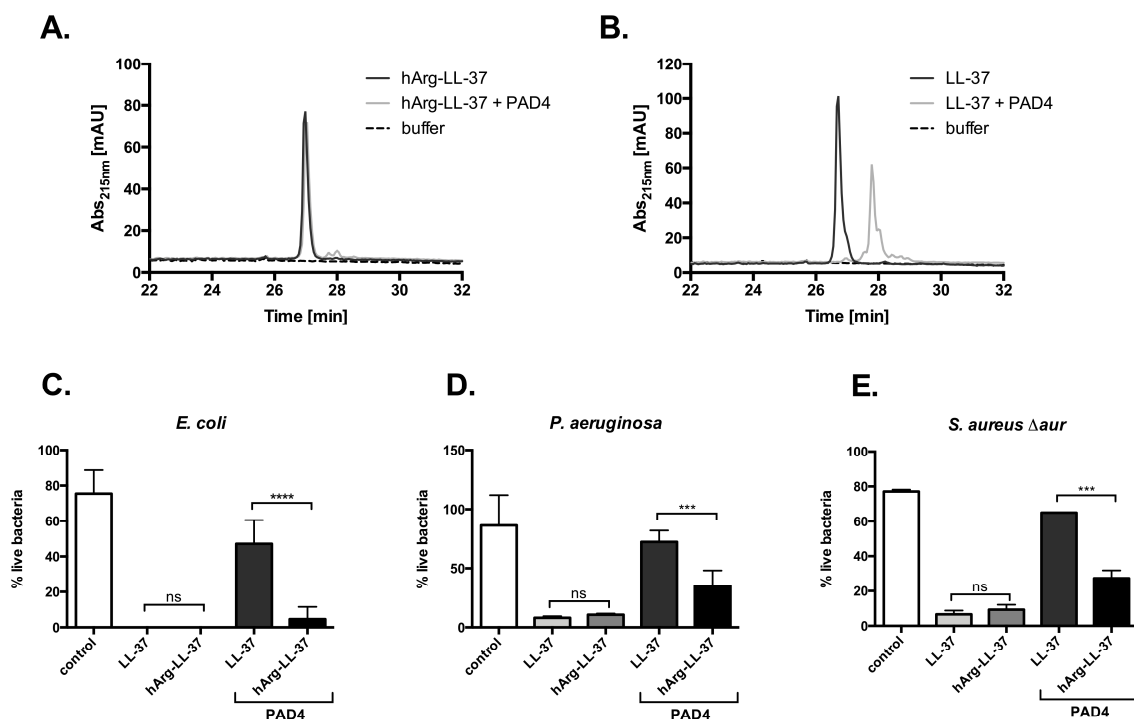 A.
100
80
60
40
20
0
Abs215nm [mAU]
22 24 26 28 30 32
Time [min]
hArg-LL-37
hArg-LL-37 + PAD4
buffer
B.
120
100
80
60
40
20
0
Abs215nm [mAU]
22 24 26 28 30 32
Time [min]
LL-37
LL-37 + PAD4
buffer
C.
E. coli
100
80
60
40
20
0
% live bacteria
ns
****
control LL-37 hArg-LL-37 LL-37 hArg-LL-37
PAD4
D.
P. aeruginosa
150
100
50
0
% live bacteria
ns
***
control LL-37 hArg-LL-37 LL-37 hArg-LL-37
PAD4
E.
S. aureus Δaur
100
80
60
40
20
0
% live bacteria
ns
***
control LL-37 hArg-LL-37 LL-37 hArg-LL-37
PAD4